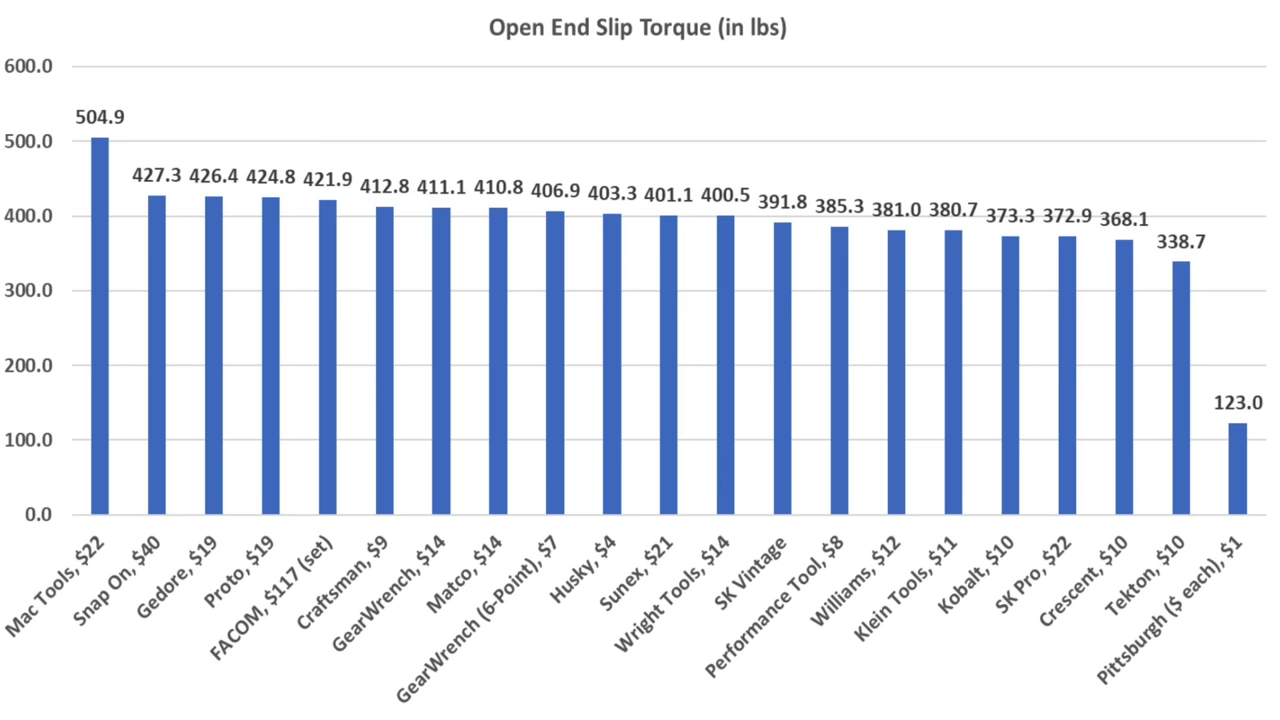 Open End Slip Torque (in lbs)
600.0
500.0
400.0
300.0
200.0
100.0
0.0
504.9
427.3
426.4
424.8
421.9
412.8
411.1
410.8
406.9
403.3
401.1
400.5
391.8
385.3
381.0
380.7
373.3
372.9
368.1
338.7
123.0
Mac Tools, $22
Snap On, $40
Gedore, $19
Proto, $19
FACOM, $117 (set)
Craftsman, $9
GearWrench, $14
Matco, $14
GearWrench (6-Point), $7
Husky, $4
Sunex, $21
Wright Tools, $14
SK Vintage
Performance Tool, $8
Williams, $12
Klein Tools, $11
Kobalt, $10
SK Pro, $22
Crescent, $10
Tekton, $10
Pittsburgh ($ each), $1